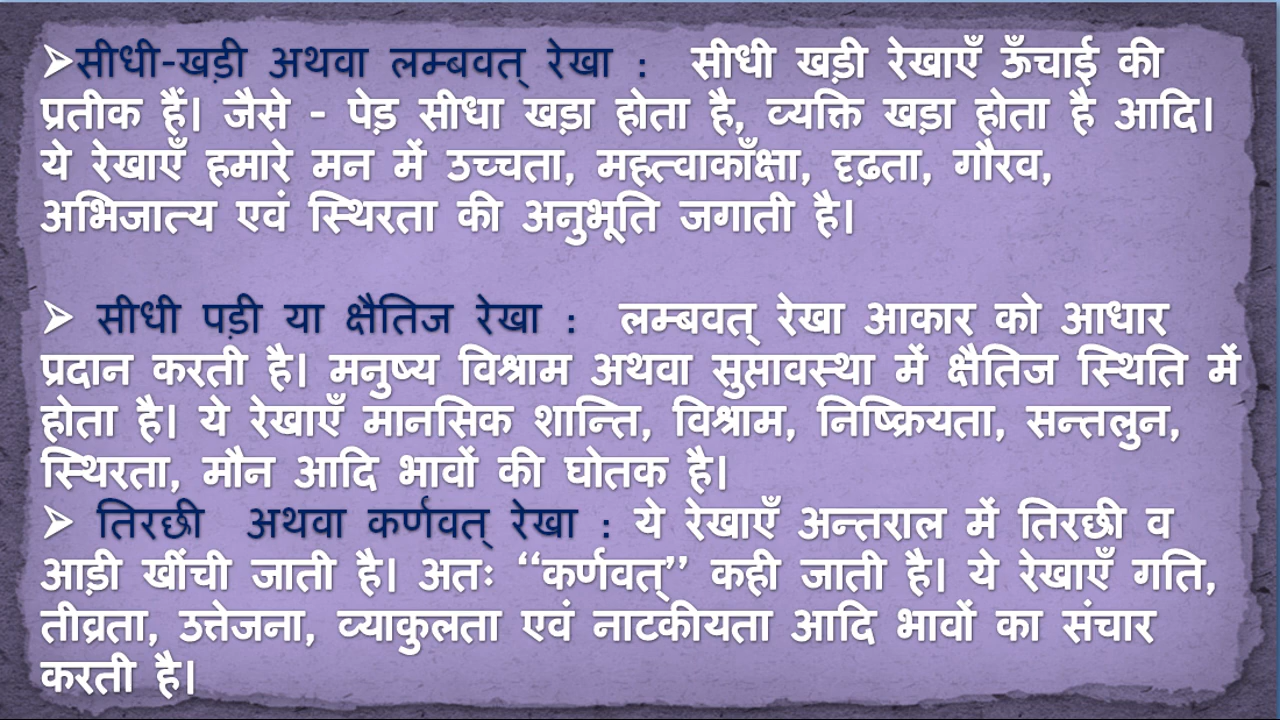 ➢सीधी-खड़ी अथवा लम्बवत् रेखा : सीधी खड़ी रेखाएँ ऊँचाई की
प्रतीक हैं। जैसे - पेड़ सीधा खड़ा होता है, व्यक्ति खड़ा होता है आदि।
ये रेखाएँ हमारे मन में उच्चता, महत्वाकाँक्षा, दृढ़ता, गौरव,
अभिजात्य एवं स्थिरता की अनुभूति जगाती है।
➢ सीधी पड़ी या क्षैतिज रेखा : लम्बवत् रेखा आकार को आधार
प्रदान करती है। मनुष्य विश्राम अथवा सुप्तावस्था में क्षैतिज स्थिति में
होता है। ये रेखाएँ मानसिक शान्ति, विश्राम, निष्क्रियता, सन्तलुन,
स्थिरता, मौन आदि भावों की घोतक है।
➢ तिरछी अथवा कर्णवत् रेखा : ये रेखाएँ अन्तराल में तिरछी व
आड़ी खींची जाती है। अतः “कर्णवत्” कही जाती है। ये रेखाएँ गति,
तीव्रता, उत्तेजना, व्याकुलता एवं नाटकीयता आदि भावों का संचार
करती है।